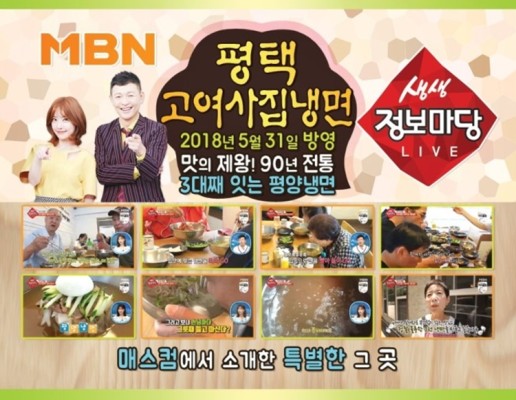 MBN
평택
고여사집냉면
2018년 5월 31일 방영
맛의 제왕! 90년 전통
3대째 잇는 평양냉면
생생
정보마당
LIVE
매스컴에서 소개한 특별한 그 곳